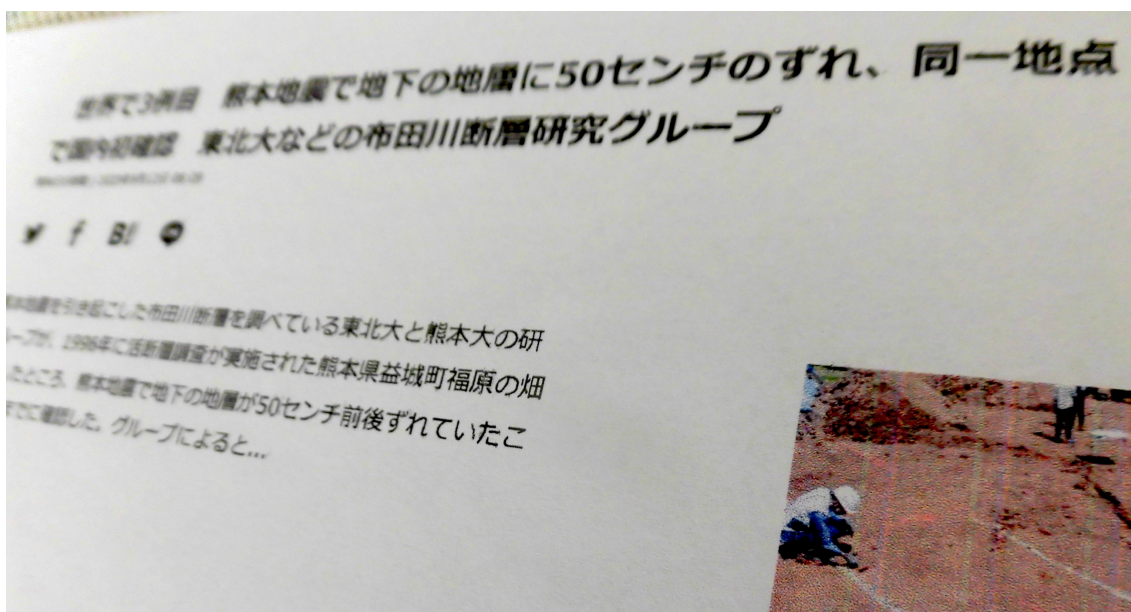 世界で3例目 熊本地震で地下の地層に50センチのずれ、同一地点
で国内初確認 東北大などの布田川断層研究グループ
f B!
熊本地震を引き起こした布田川断層を調べている東北大と熊本大の研
ープが、1996年に活断層調査が実施された熊本県益城町福原の畑
したところ、熊本地震で地下の地層が50センチ前後ずれていたこ
までに確認した。グループによると...